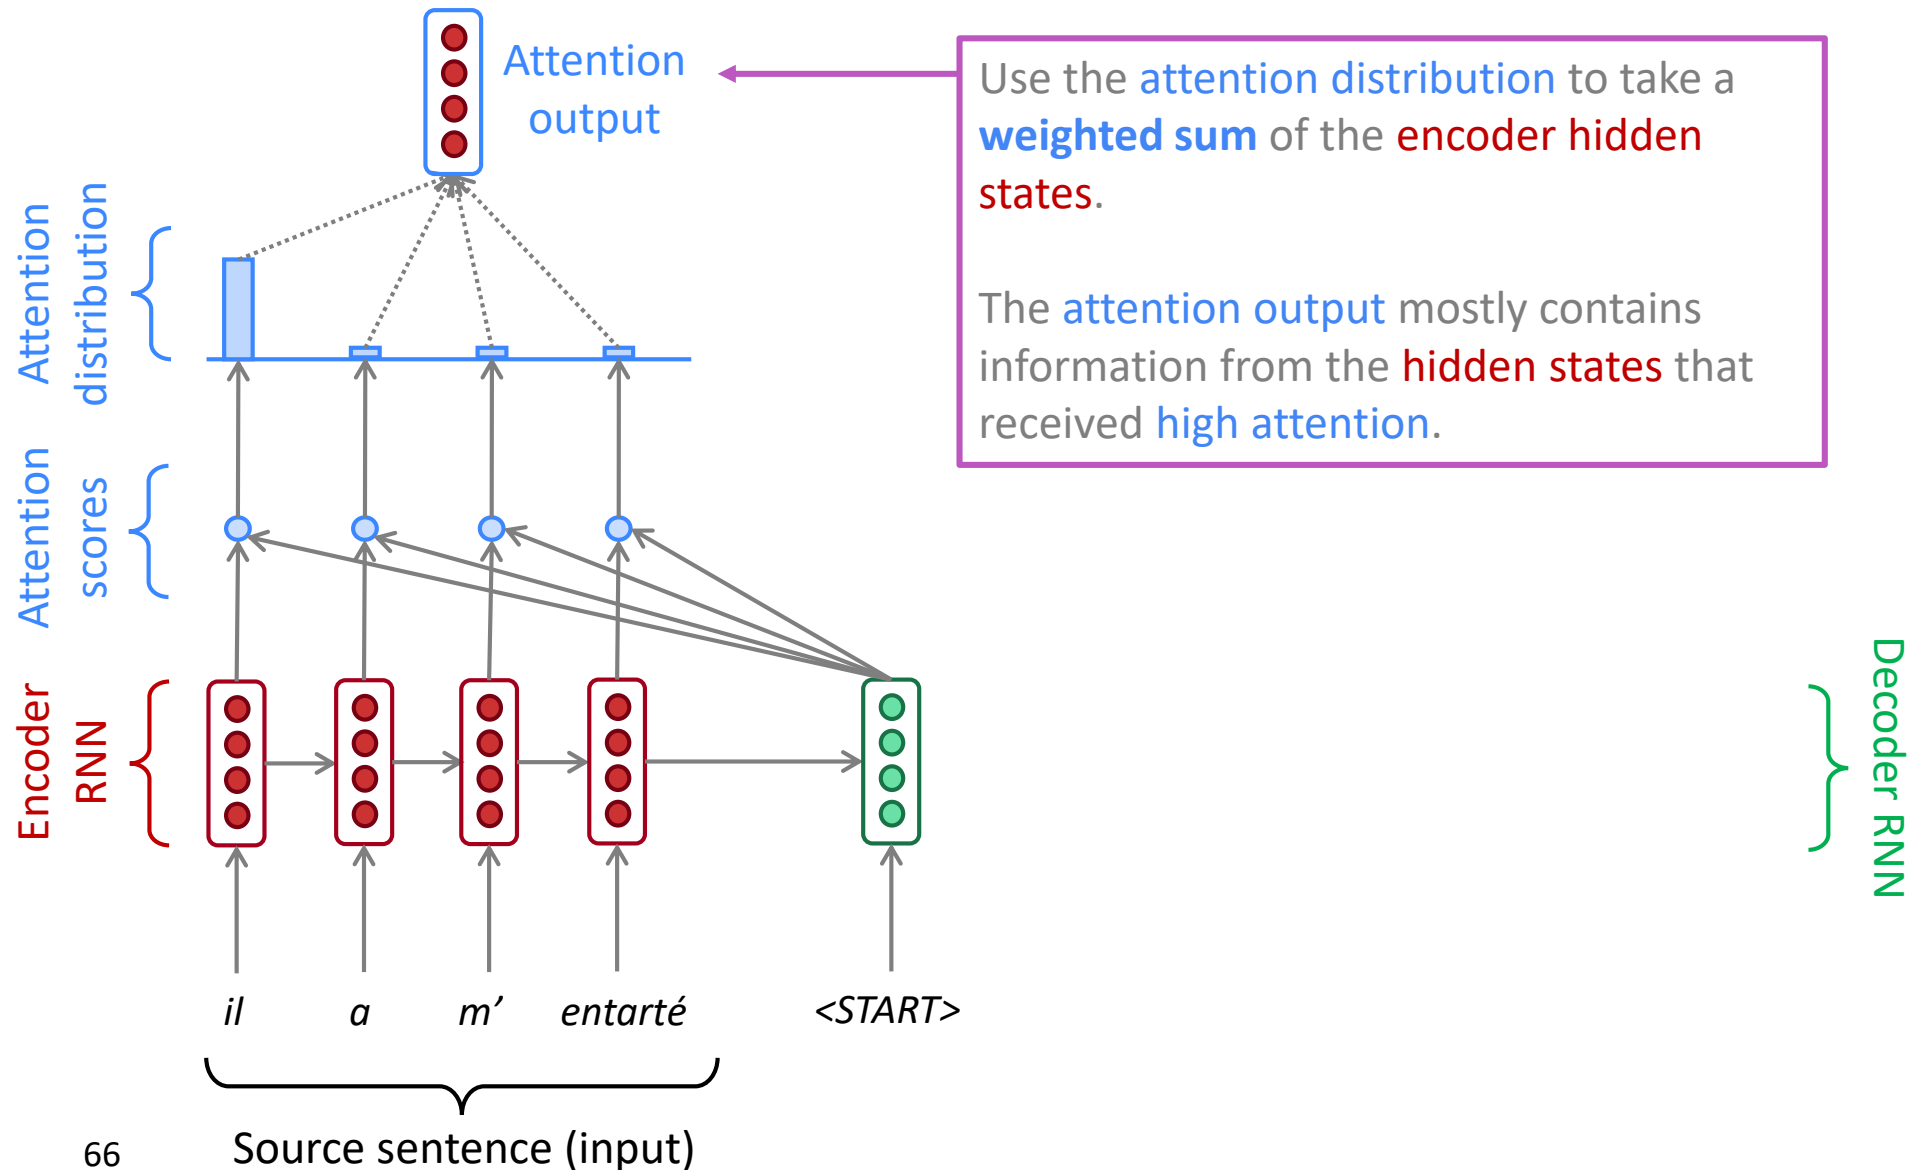 Attention
output
Use the attention distribution to take a
weighted sum of the encoder hidden
states.
The attention output mostly contains
information from the hidden states that
received high attention.
Attention
distribution
Attention
scores
Encoder
RNN
Decoder RNN
il a m’ entarté <START>
Source sentence (input)
66